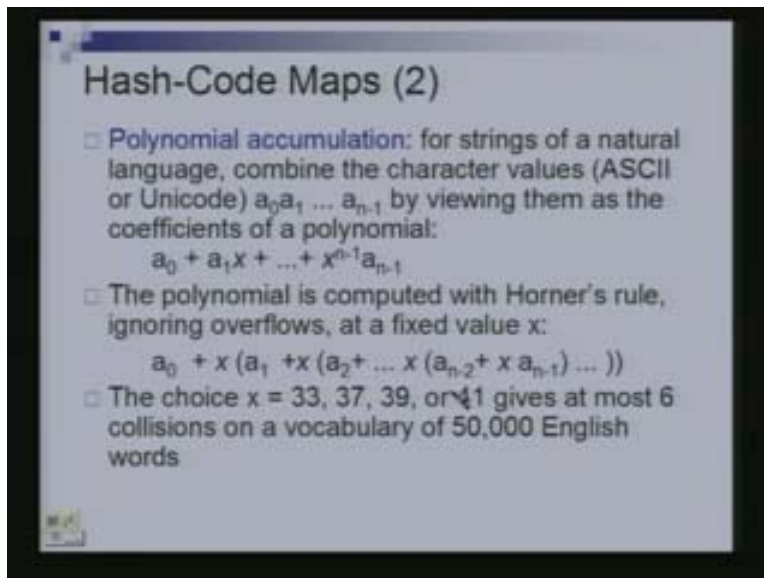 Hash-Code Maps (2)
Polynomial accumulation: for strings of a natural
language, combine the character values (ASCII
or Unicode) a₀a₁ ... aₙ₋₁ by viewing them as the
coefficients of a polynomial:
a₀ + a₁x + ...+ xⁿ⁻¹aₙ₋₁
The polynomial is computed with Horner's rule,
ignoring overflows, at a fixed value x:
a₀ + x (a₁ +x (a₂+ ... x (aₙ₋₂+ x aₙ₋₁) ... ))
The choice x = 33, 37, 39, or 41 gives at most 6
collisions on a vocabulary of 50,000 English
words